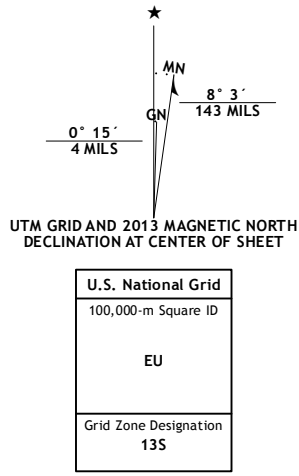 ★
MN
GN
8° 3´
143 MILS
0° 15´
4 MILS
UTM GRID AND 2013 MAGNETIC NORTH
DECLINATION AT CENTER OF SHEET
U.S. National Grid
100,000-m Square ID
EU
Grid Zone Designation
13S